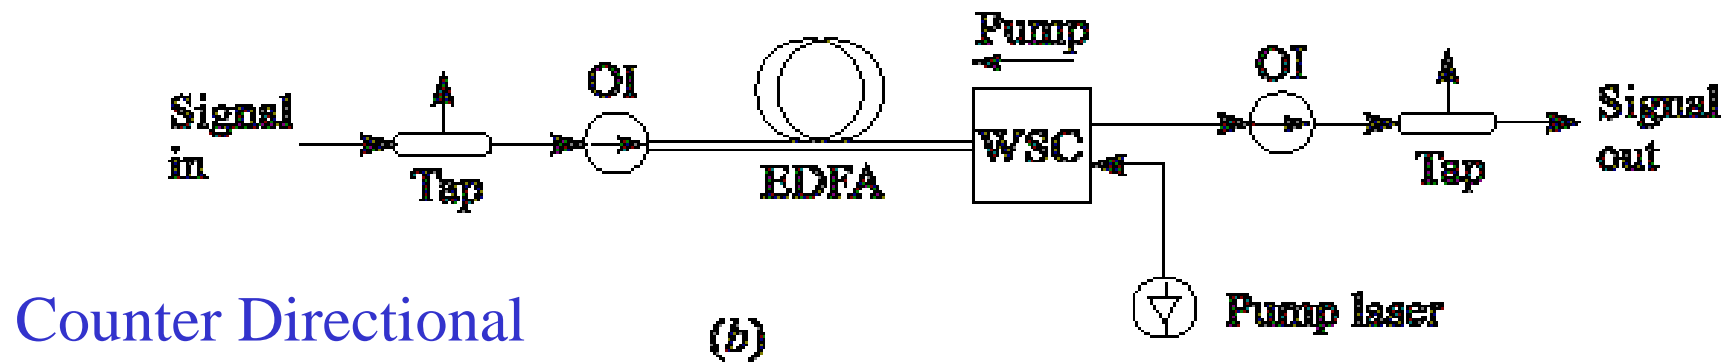 Pump
OI
OI
Signal
in
Signal
out
WSC
Tap
EDFA
Tap
Pump laser
Counter Directional
(b)